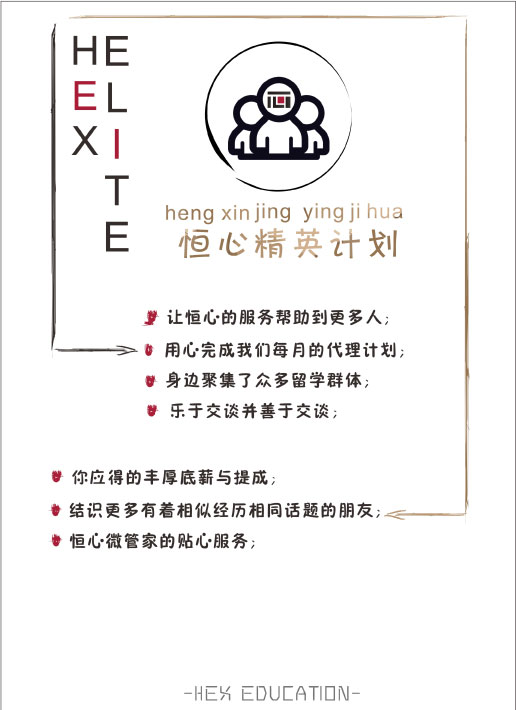 HEX
ELITE
heng xin jing ying ji hua
恒心精英计划
让恒心的服务帮助到更多人;
用心完成我们每月的代理计划;
身边聚集了众多留学群体;
乐于交谈并善于交谈;
你应得的丰厚底薪与提成;
结识更多有着相似经历相同话题的朋友;
恒心微管家的贴心服务;
-HEX EDUCATION-